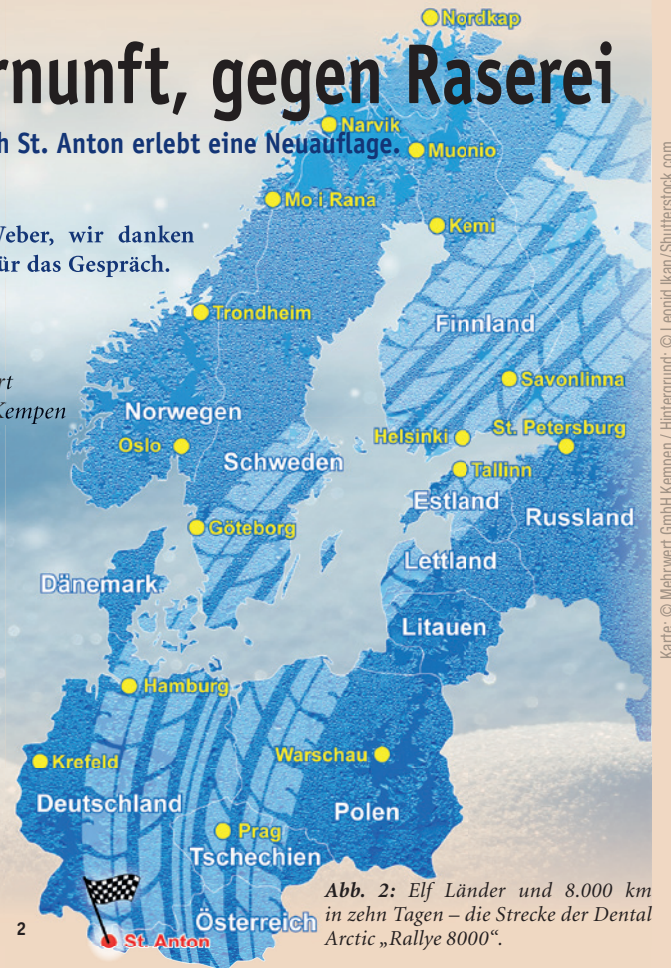 Nordkap
rnunft, gegen Raserei
Narvik
h St. Anton erlebt eine Neuauflage.
Muonio
Mo i Rana
Kemi
Weber, wir danken
für das Gespräch.
Trondheim
Finnland
Savonlinna
rt
Kempen
Norwegen
Helsinki
St. Petersburg
Oslo
Schweden
Tallinn
Estland
Russland
Göteborg
Lettland
Dänemark
Litauen
Hamburg
Warschau
Krefeld
Deutschland
Polen
Prag
Tschechien
Österreich
St. Anton
Abb. 2: Elf Länder und 8.000 km
in zehn Tagen – die Strecke der Dental
Arctic „Rallye 8000“.
2
Karte: © Mehrwert GmbH Kempen / Hintergrund: © Leonid Ikan/Shutterstock.com